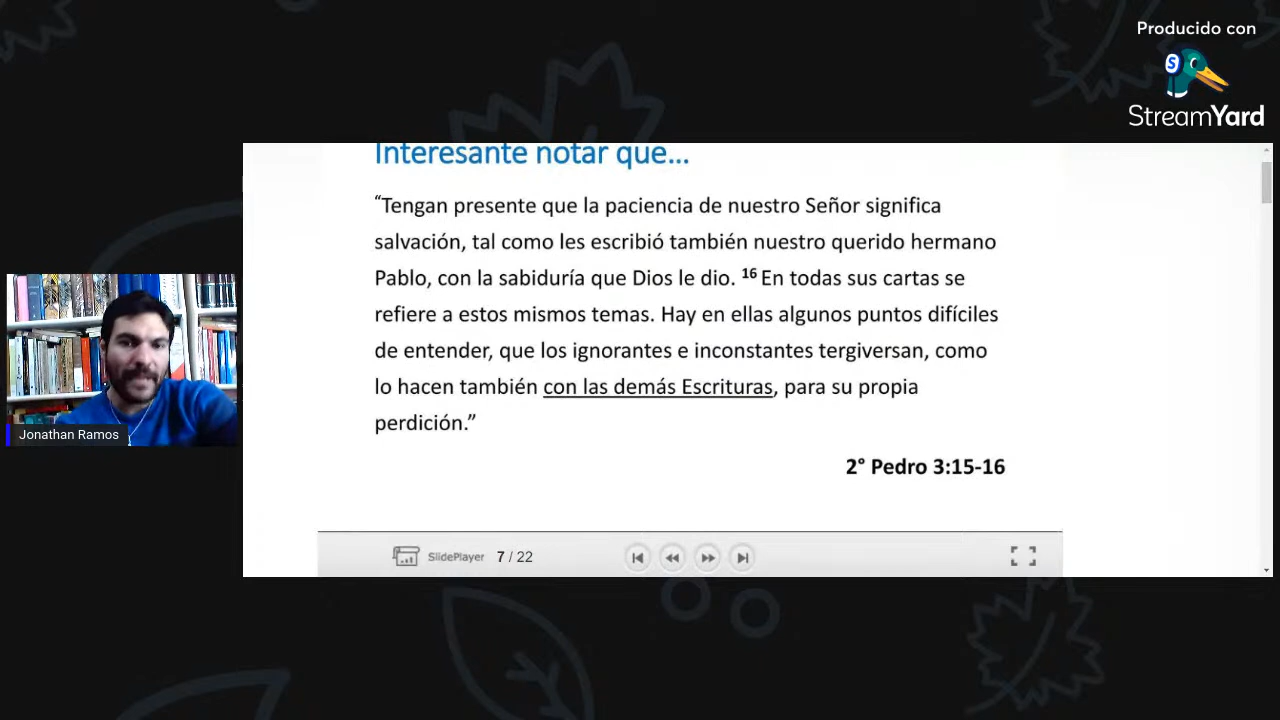 Producido con
StreamYard
Interesante notar que...
“Tengan presente que la paciencia de nuestro Señor significa
salvación, tal como les escribió también nuestro querido hermano
Pablo, con la sabiduría que Dios le dio. 16 En todas sus cartas se
refiere a estos mismos temas. Hay en ellas algunos puntos difíciles
de entender, que los ignorantes e inconstantes tergiversan, como
lo hacen también con las demás Escrituras, para su propia
perdición.”
2° Pedro 3:15-16
SlidePlayer 7 / 22
Jonathan Ramos